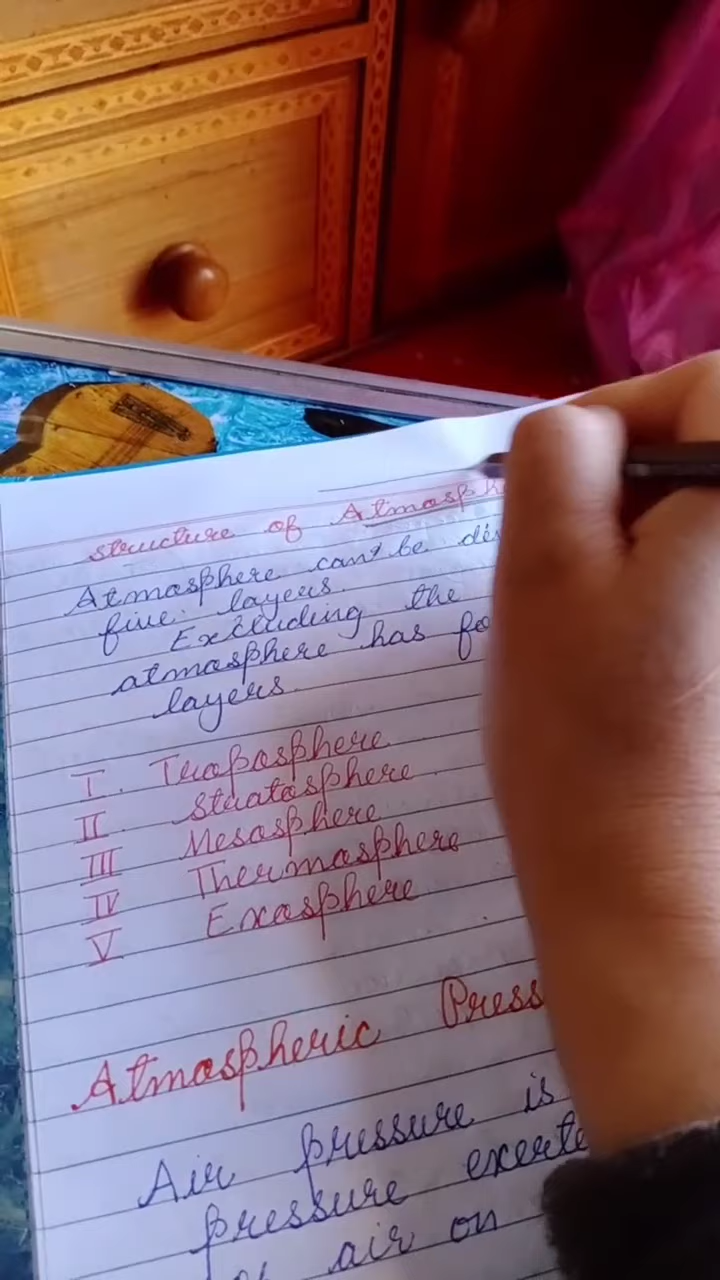 structure of Atmosph
Atmosphere can't be
five layers.
Excluding the
atmosphere has
layers.
I. Troposphere
II Stratosphere
III Mesosphere
IV Thermosphere
V Exosphere
Atmospheric Press
Air pressure is
pressure exerte
air on